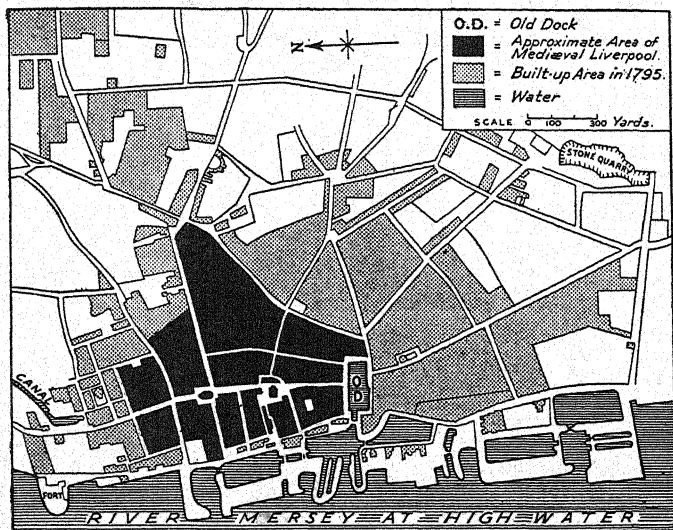 O.D. = Old Dock
= Approximate Area of
Mediæval Liverpool.
= Built-up Area in 1795.
= Water
SCALE 0 100 300 Yards.
N
STONE QUARRY
CANAL
O
D
FORT
RIVER MERSEY AT HIGH WATER